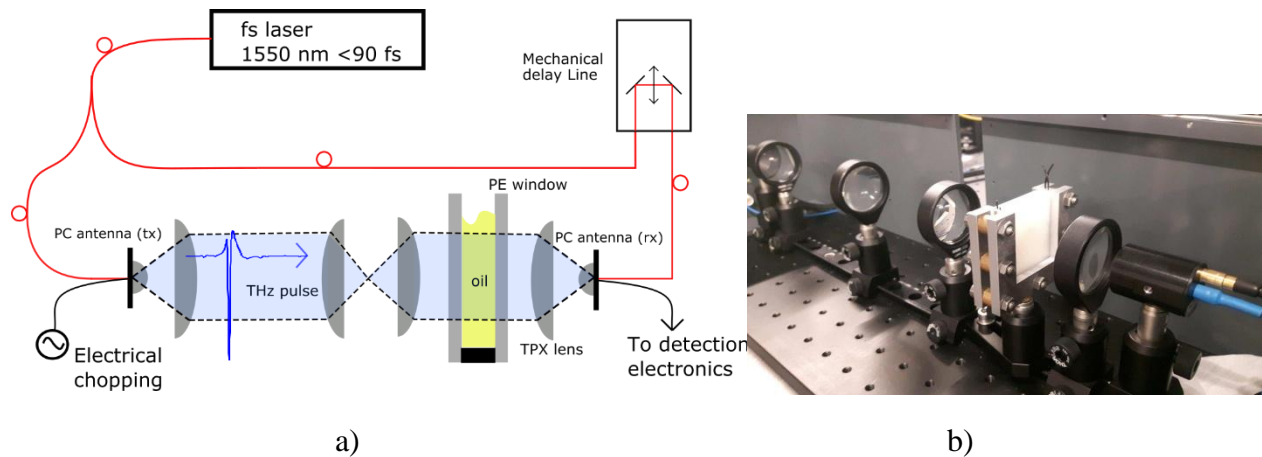 fs laser
1550 nm <90 fs
Mechanical
delay Line
PE window
PC antenna (tx)
PC antenna (rx)
THz pulse
oil
TPX lens
Electrical
chopping
To detection
electronics
a)
b)